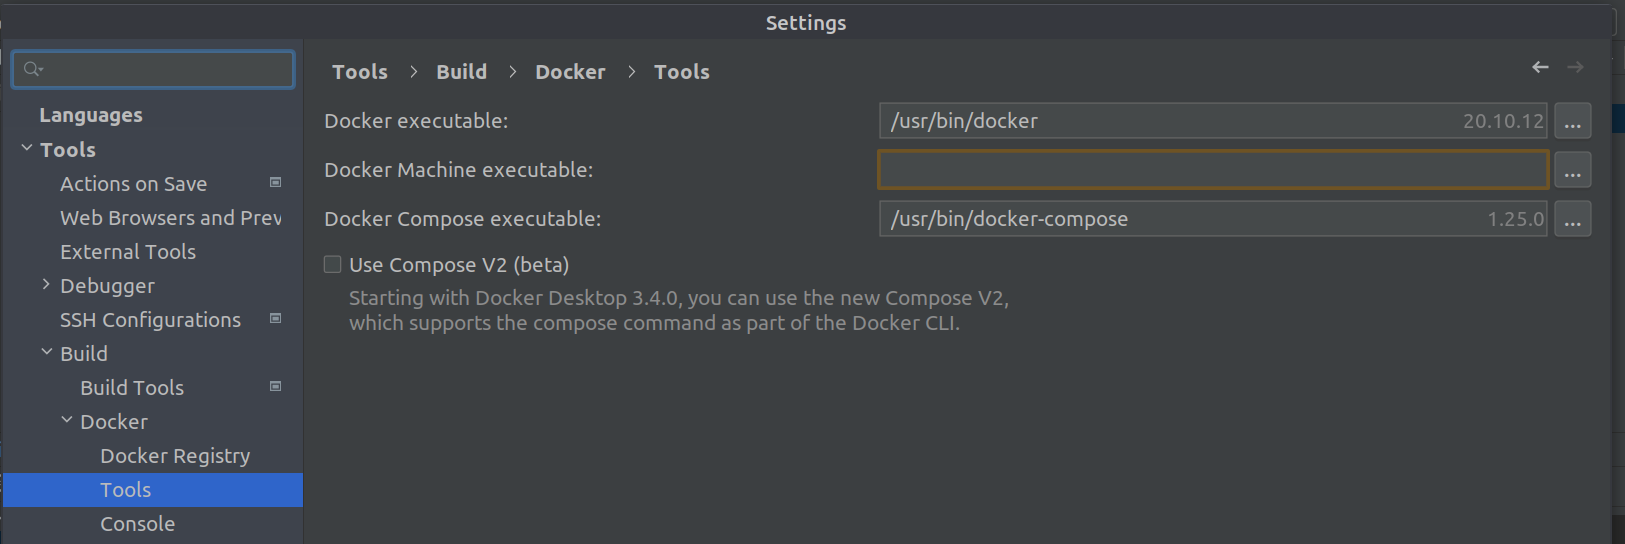 Settings
Tools > Build > Docker > Tools
Languages
Tools
Actions on Save
Web Browsers and Prev
External Tools
Debugger
SSH Configurations
Build
Build Tools
Docker
Docker Registry
Tools
Console
Docker executable: /usr/bin/docker 20.10.12 ...
Docker Machine executable: ...
Docker Compose executable: /usr/bin/docker-compose 1.25.0 ...
Use Compose V2 (beta)
Starting with Docker Desktop 3.4.0, you can use the new Compose V2,
which supports the compose command as part of the Docker CLI.